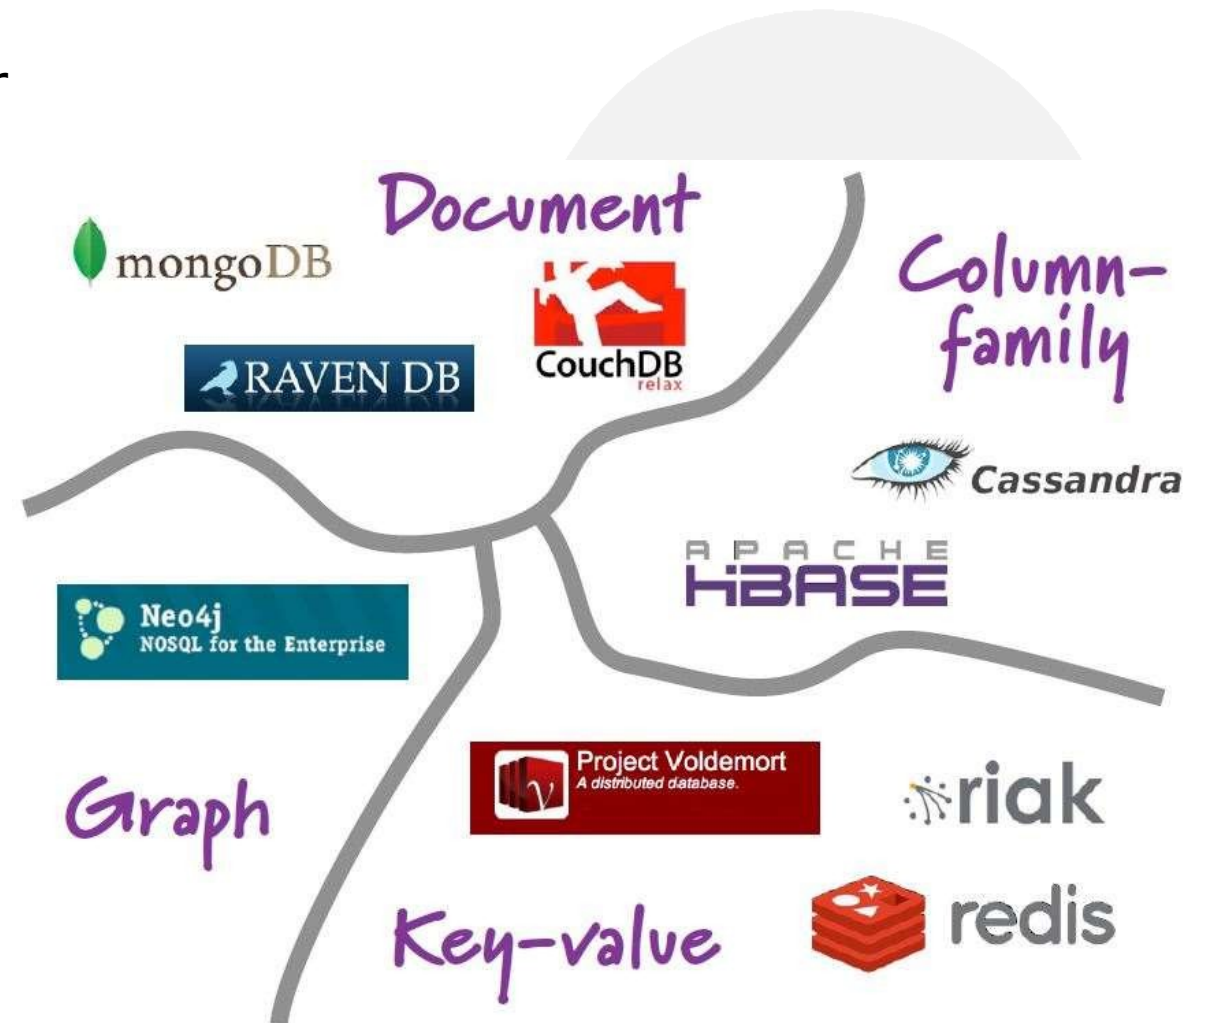 r
Document
mongoDB
Column-
family
RAVEN DB
CouchDB
relax
Cassandra
APACHE
HBASE
Neo4j
NOSQL for the Enterprise
Project Voldemort
A distributed database.
V
riak
Graph
redis
Key-value